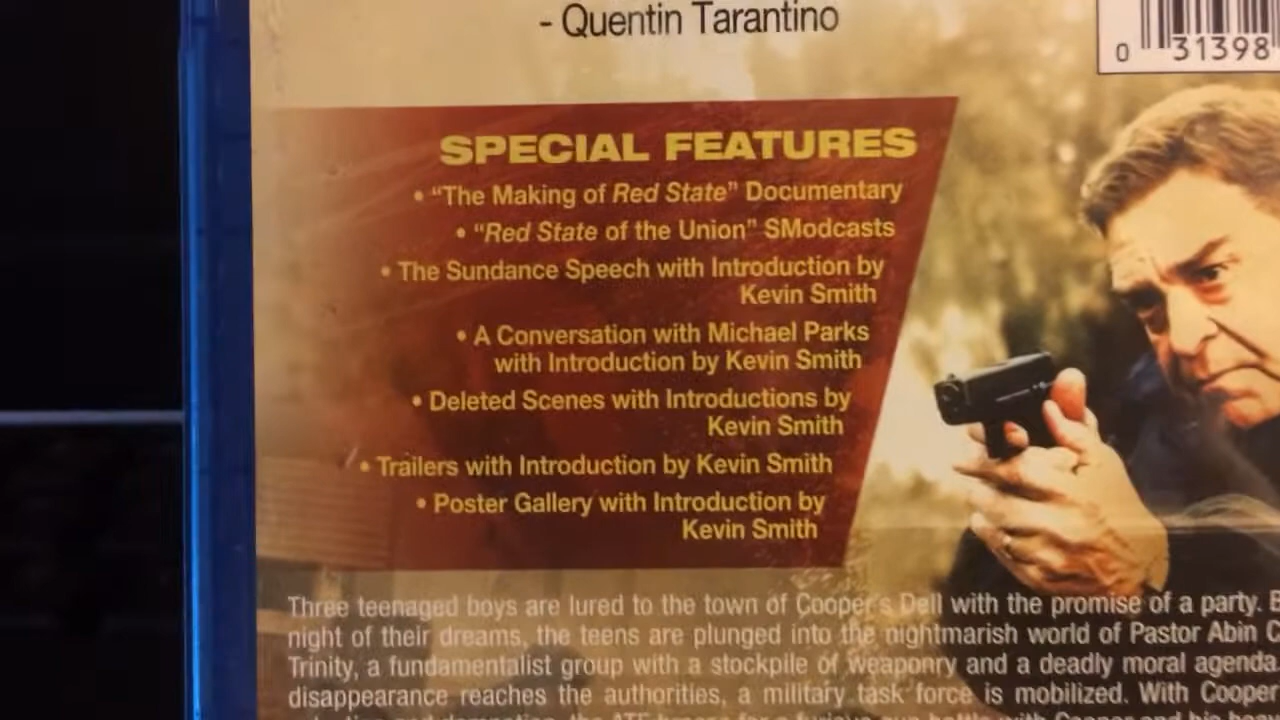 - Quentin Tarantino
0 31398
SPECIAL FEATURES
• “The Making of Red State” Documentary
• “Red State of the Union” SModcasts
• The Sundance Speech with Introduction by
Kevin Smith
• A Conversation with Michael Parks
with Introduction by Kevin Smith
• Deleted Scenes with Introductions by
Kevin Smith
• Trailers with Introduction by Kevin Smith
• Poster Gallery with Introduction by
Kevin Smith
Three teenaged boys are lured to the town of Cooper's Dell with the promise of a party.
night of their dreams, the teens are plunged into the nightmarish world of Pastor Abin
Trinity, a fundamentalist group with a stockpile of weaponry and a deadly moral agenda.
disappearance reaches the authorities, a military task force is mobilized. With Cooper